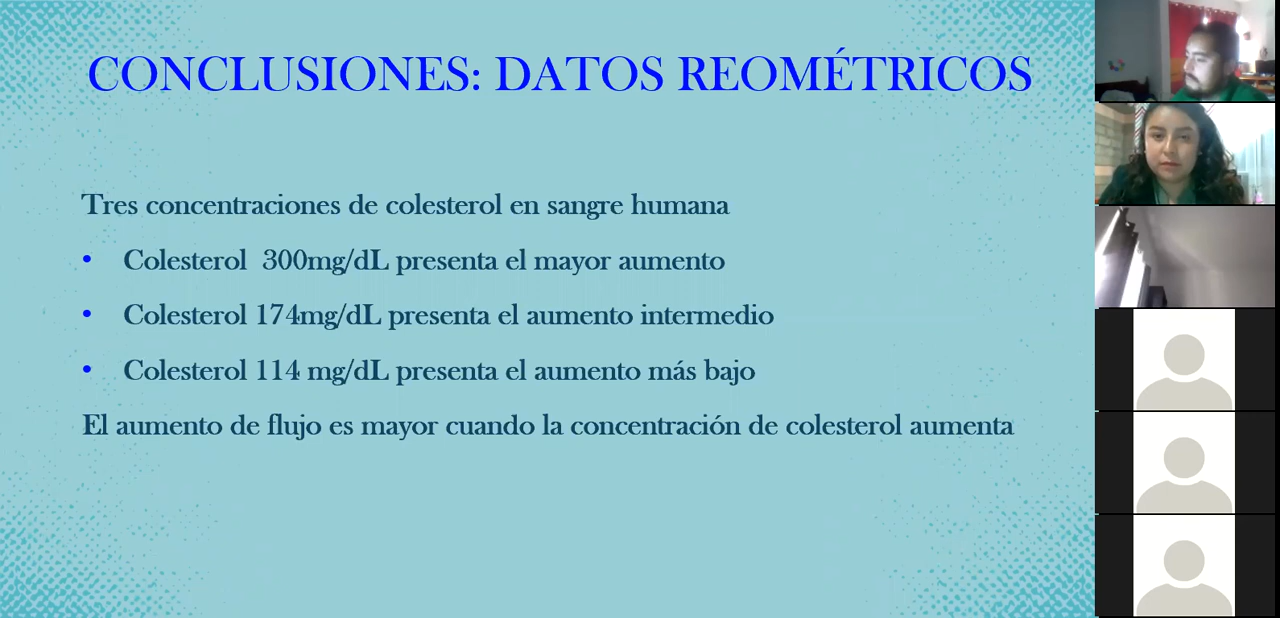 CONCLUSIONES: DATOS REOMÉTRICOS
Tres concentraciones de colesterol en sangre humana
• Colesterol 300mg/dL presenta el mayor aumento
• Colesterol 174mg/dL presenta el aumento intermedio
• Colesterol 114 mg/dL presenta el aumento más bajo
El aumento de flujo es mayor cuando la concentración de colesterol aumenta